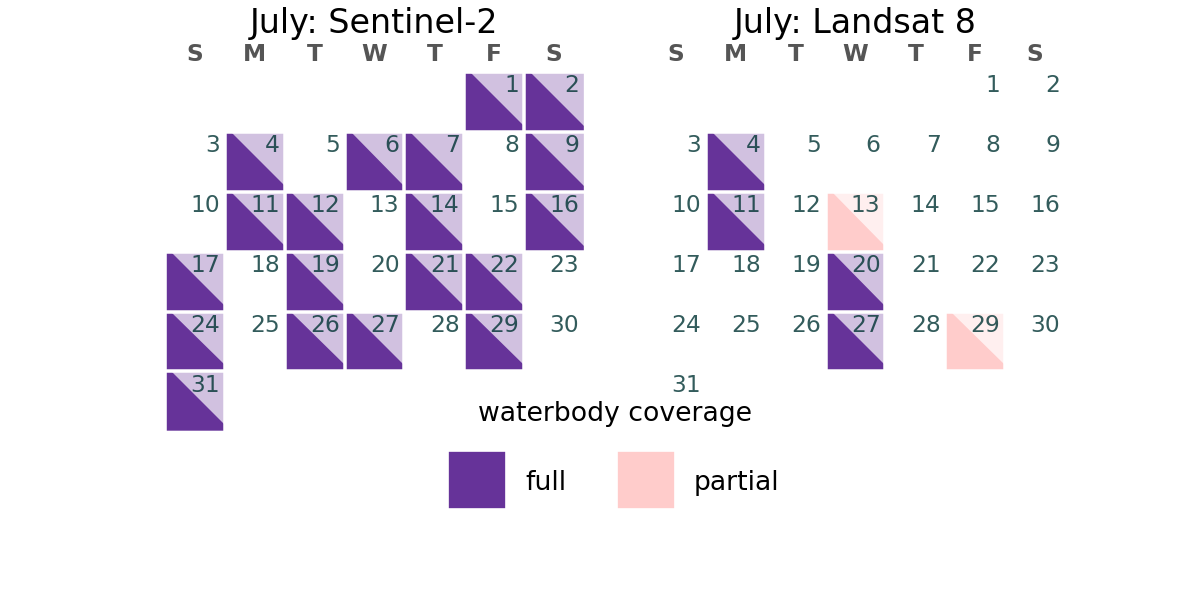 July: Sentinel-2
S M T W T F S
1 2
3 4 5 6 7 8 9
10 11 12 13 14 15 16
17 18 19 20 21 22 23
24 25 26 27 28 29 30
31
July: Landsat 8
S M T W T F S
1 2
3 4 5 6 7 8 9
10 11 12 13 14 15 16
17 18 19 20 21 22 23
24 25 26 27 28 29 30
31
waterbody coverage
full partial